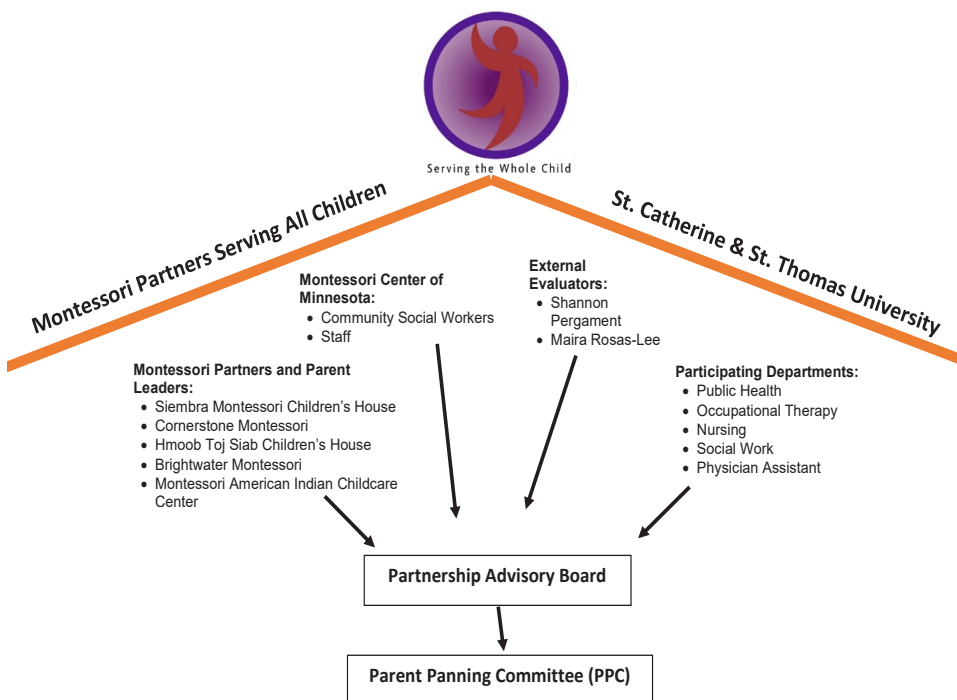 Serving the Whole Child
Montessori Partners Serving All Children
St. Catherine & St. Thomas University
Montessori Center of
Minnesota:
• Community Social Workers
• Staff
External
Evaluators:
• Shannon
Pergament
• Maira Rosas-Lee
Montessori Partners and Parent
Leaders:
• Siembra Montessori Children's House
• Cornerstone Montessori
• Hmoob Toj Siab Children's House
• Brightwater Montessori
• Montessori American Indian Childcare
Center
Participating Departments:
• Public Health
• Occupational Therapy
• Nursing
• Social Work
• Physician Assistant
Partnership Advisory Board
Parent Panning Committee (PPC)